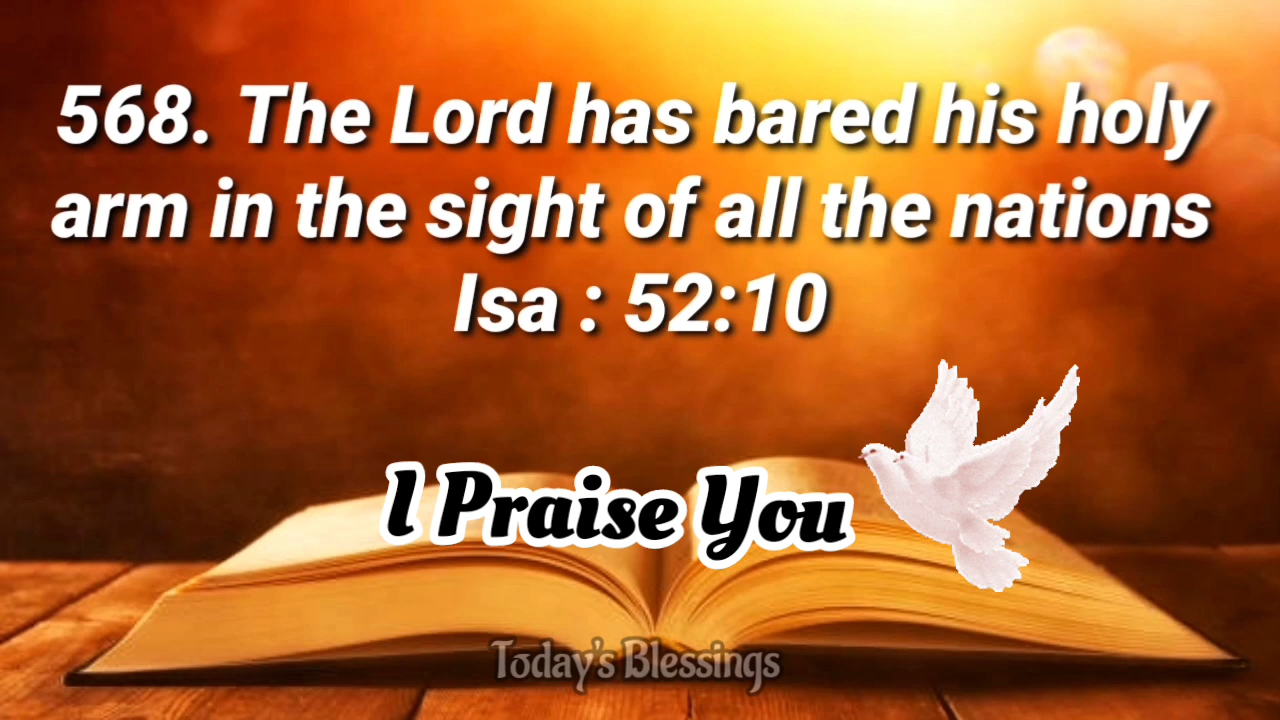 568. The Lord has bared his holy
arm in the sight of all the nations
Isa : 52:10
I Praise You
Today's Blessings